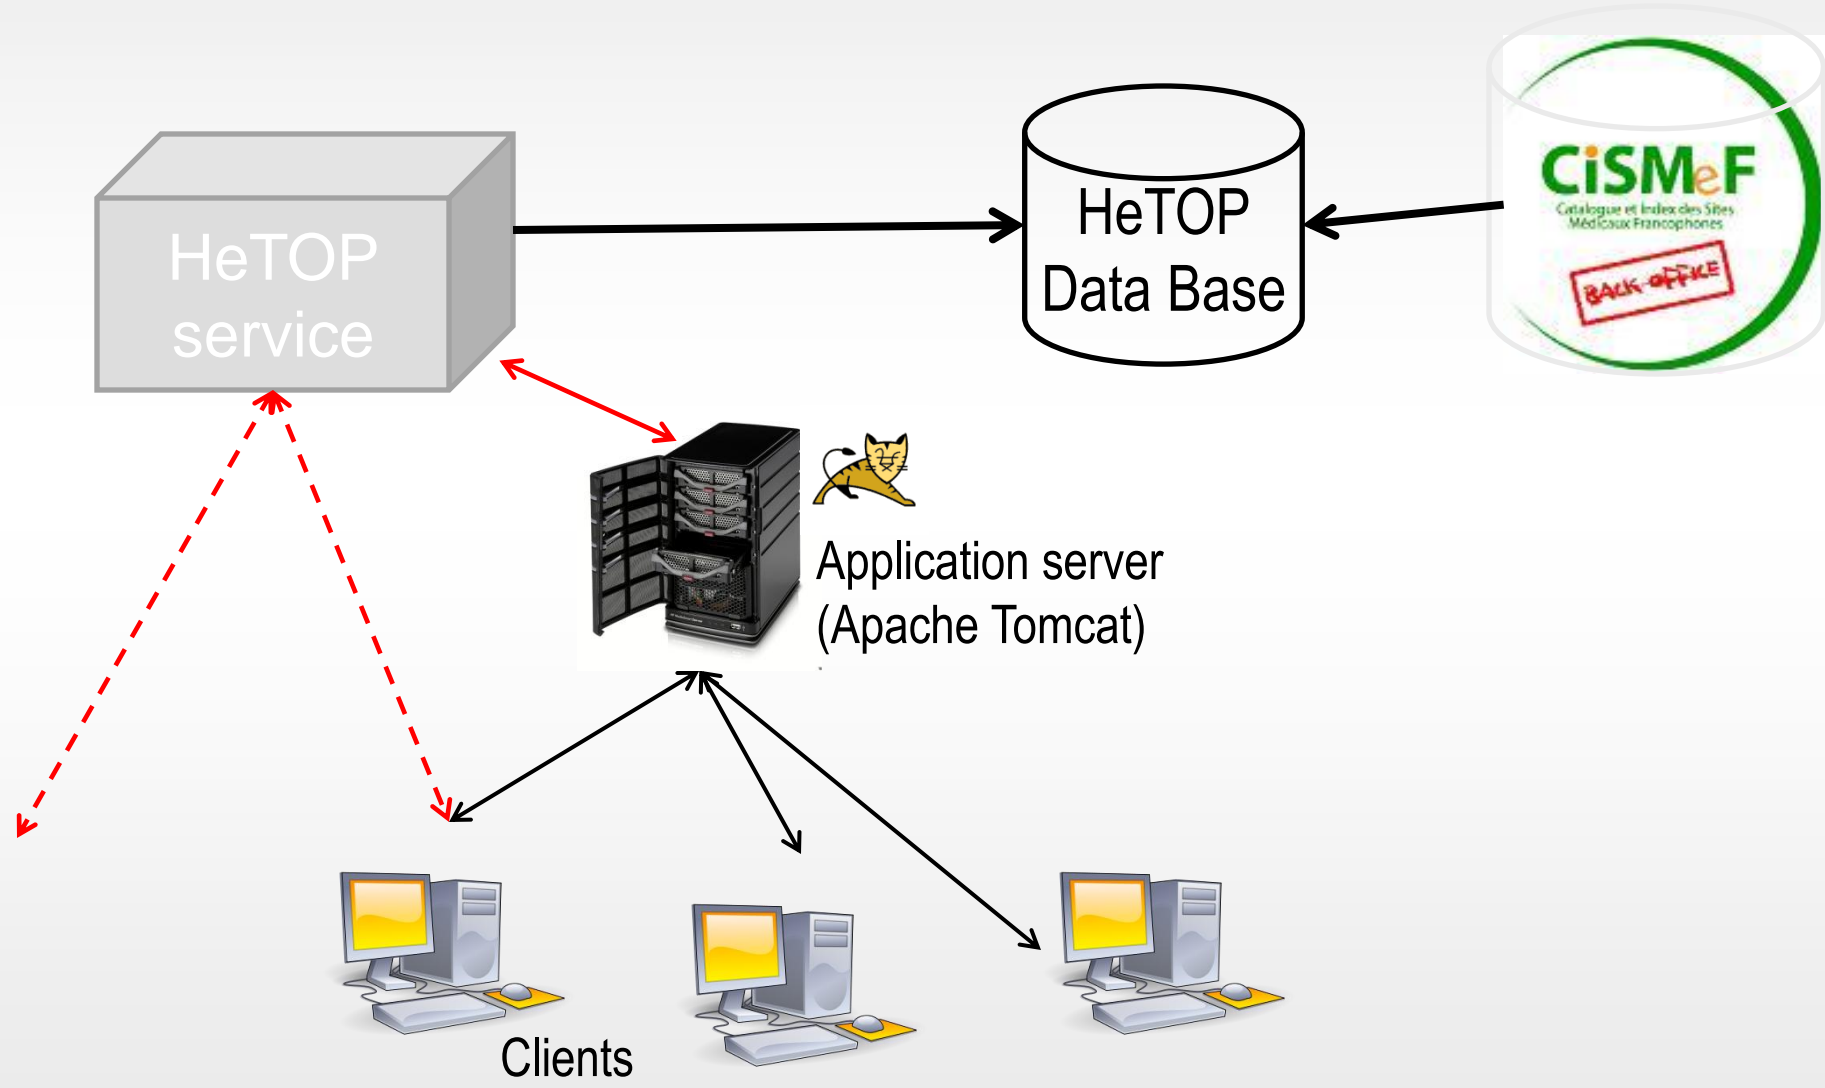 HeTOP
service
HeTOP
Data Base
CiSMeF
Catalogue et Index des Sites
Médicaux Francophones
BACK-OFFICE
Application server
(Apache Tomcat)
Clients